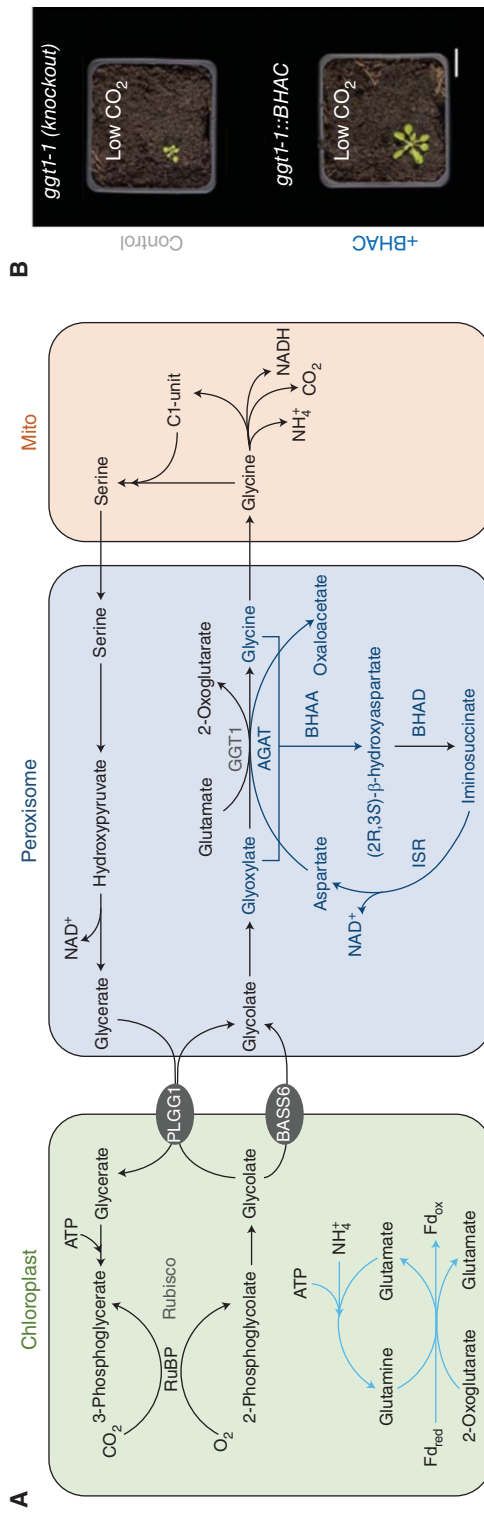 A
Chloroplast
Peroxisome
Mito
ATP
3-Phosphoglycerate
Glycerate
CO2
RuBP
Rubisco
O2
2-Phosphoglycolate
Glycolate
PLGG1
BASS6
ATP
NH4+
Glutamine
Glutamate
Fdred
Fdox
2-Oxoglutarate
Glutamate
NAD+
Glycerate
Hydroxypyruvate
Serine
Glutamate
2-Oxoglutarate
GGT1
Glycolate
Glyoxylate
AGAT
Glycine
Aspartate
Oxaloacetate
BHAA
(2R,3S)-β-hydroxyaspartate
BHAD
ISR
NAD+
Iminosuccinate
Serine
C1-unit
Glycine
NH4+
CO2
NADH
B
ggt1-1 (knockout)
Control
Low CO2
ggt1-1::BHAC
+BHAC
Low CO2